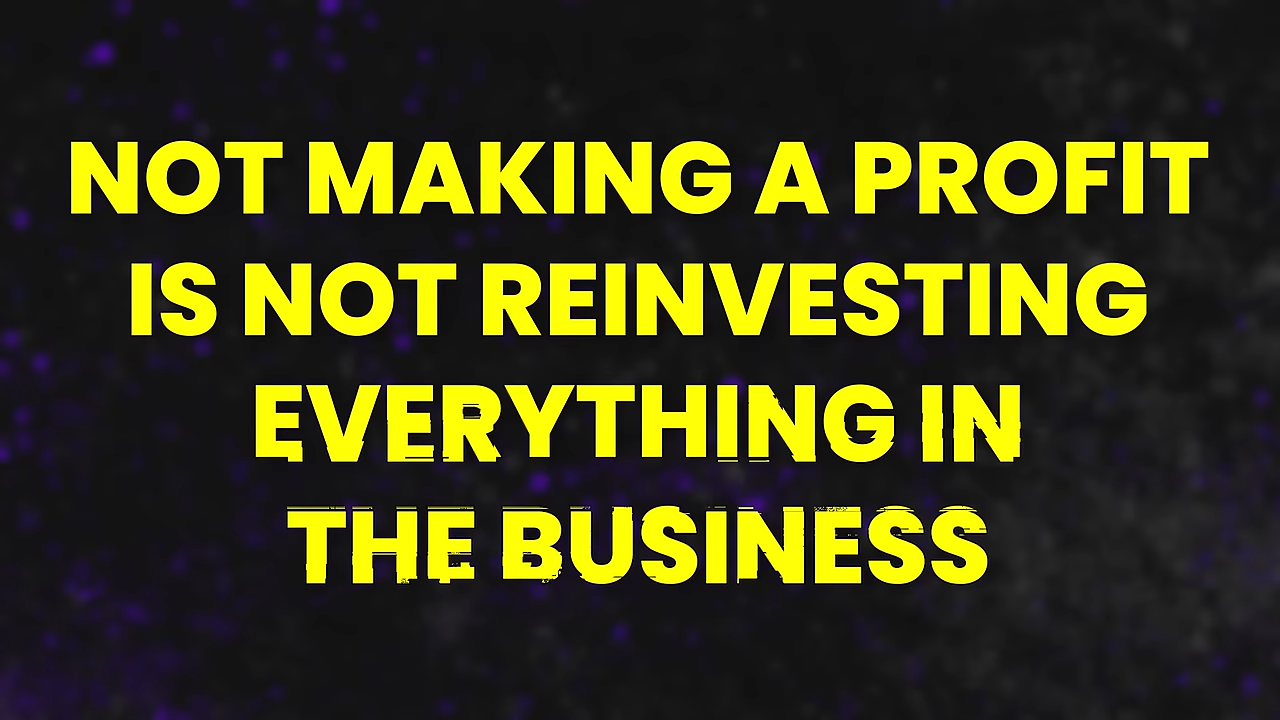 NOT MAKING A PROFIT
IS NOT REINVESTING
EVERYTHING IN
THE BUSINESS